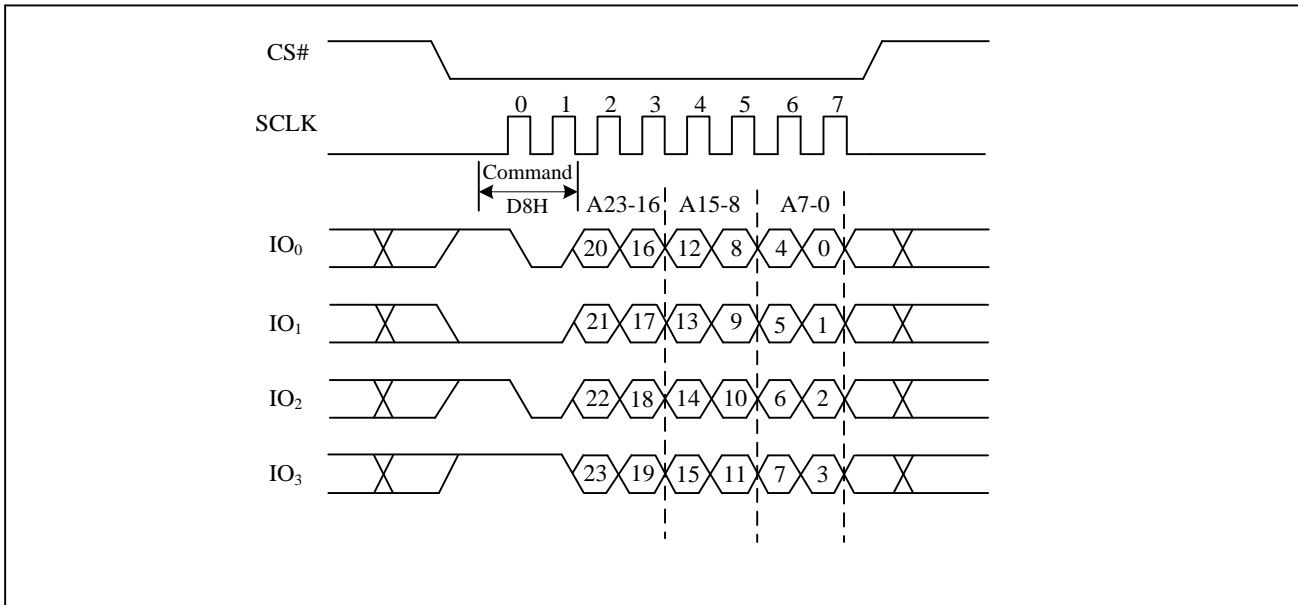 CS#
0 1 2 3 4 5 6 7
SCLK
Command
D8H
A23-16 A15-8 A7-0
IO0 20 16 12 8 4 0
IO1 21 17 13 9 5 1
IO2 22 18 14 10 6 2
IO3 23 19 15 11 7 3